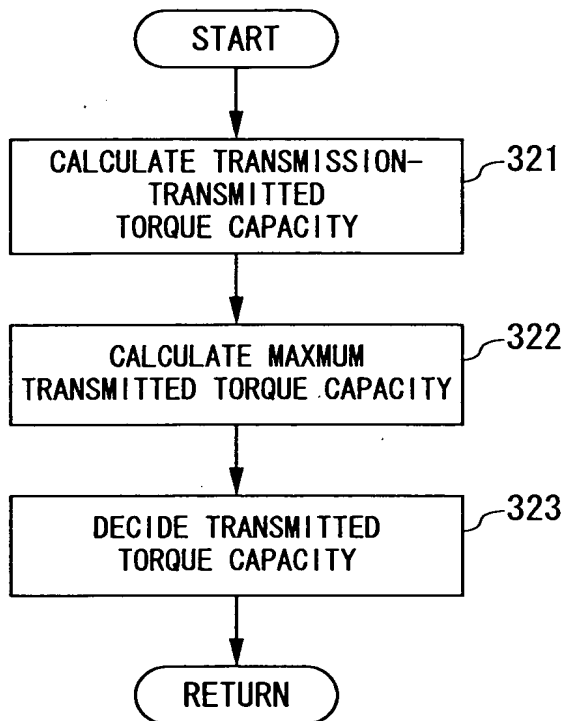 START
CALCULATE TRANSMISSION-
TRANSMITTED
TORQUE CAPACITY
321
CALCULATE MAXMUM
TRANSMITTED TORQUE CAPACITY
322
DECIDE TRANSMITTED
TORQUE CAPACITY
323
RETURN